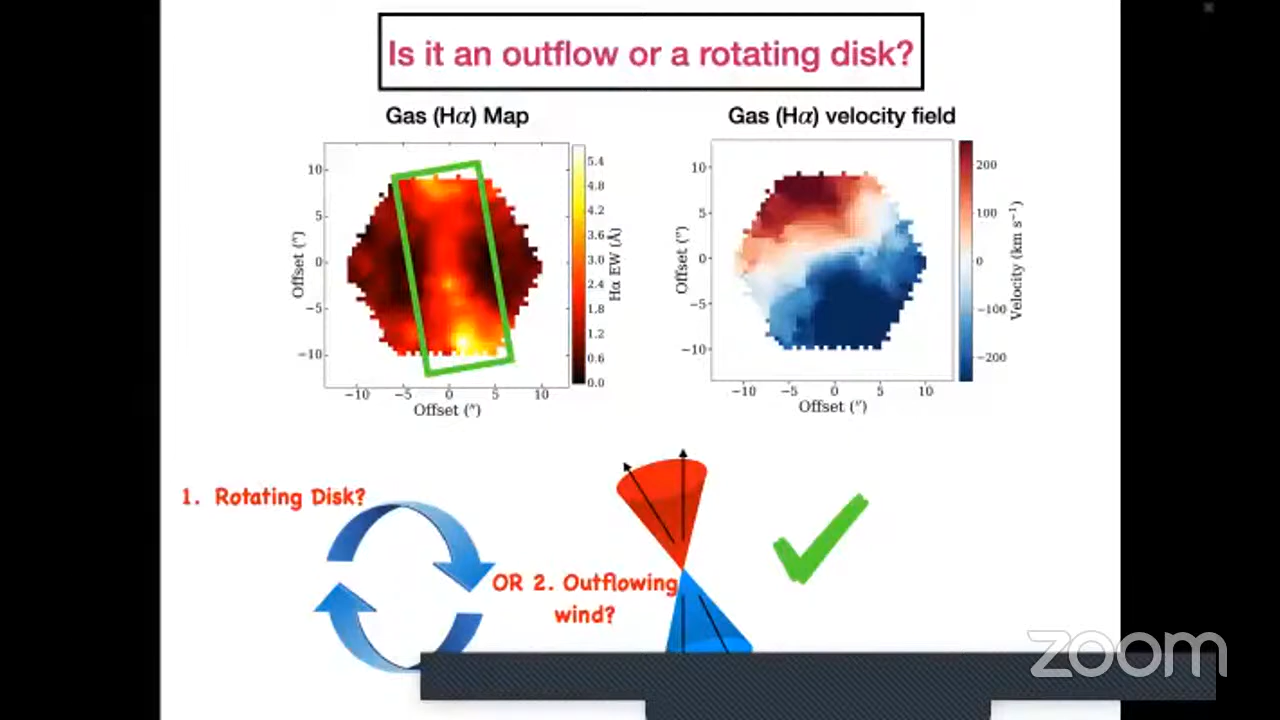 Is it an outflow or a rotating disk?
Gas (Hα) Map
Gas (Hα) velocity field
10
5
0
−5
−10
Offset (″)
−10 −5 0 5 10
Offset (″)
5.4
4.8
4.2
3.6
3.0
2.4
1.8
1.2
0.6
0.0
Hα EW (Å)
10
5
0
−5
−10
Offset (″)
−10 −5 0 5 10
Offset (″)
200
100
0
−100
−200
Velocity (km s⁻¹)
1. Rotating Disk?
OR 2. Outflowing
wind?
zoom